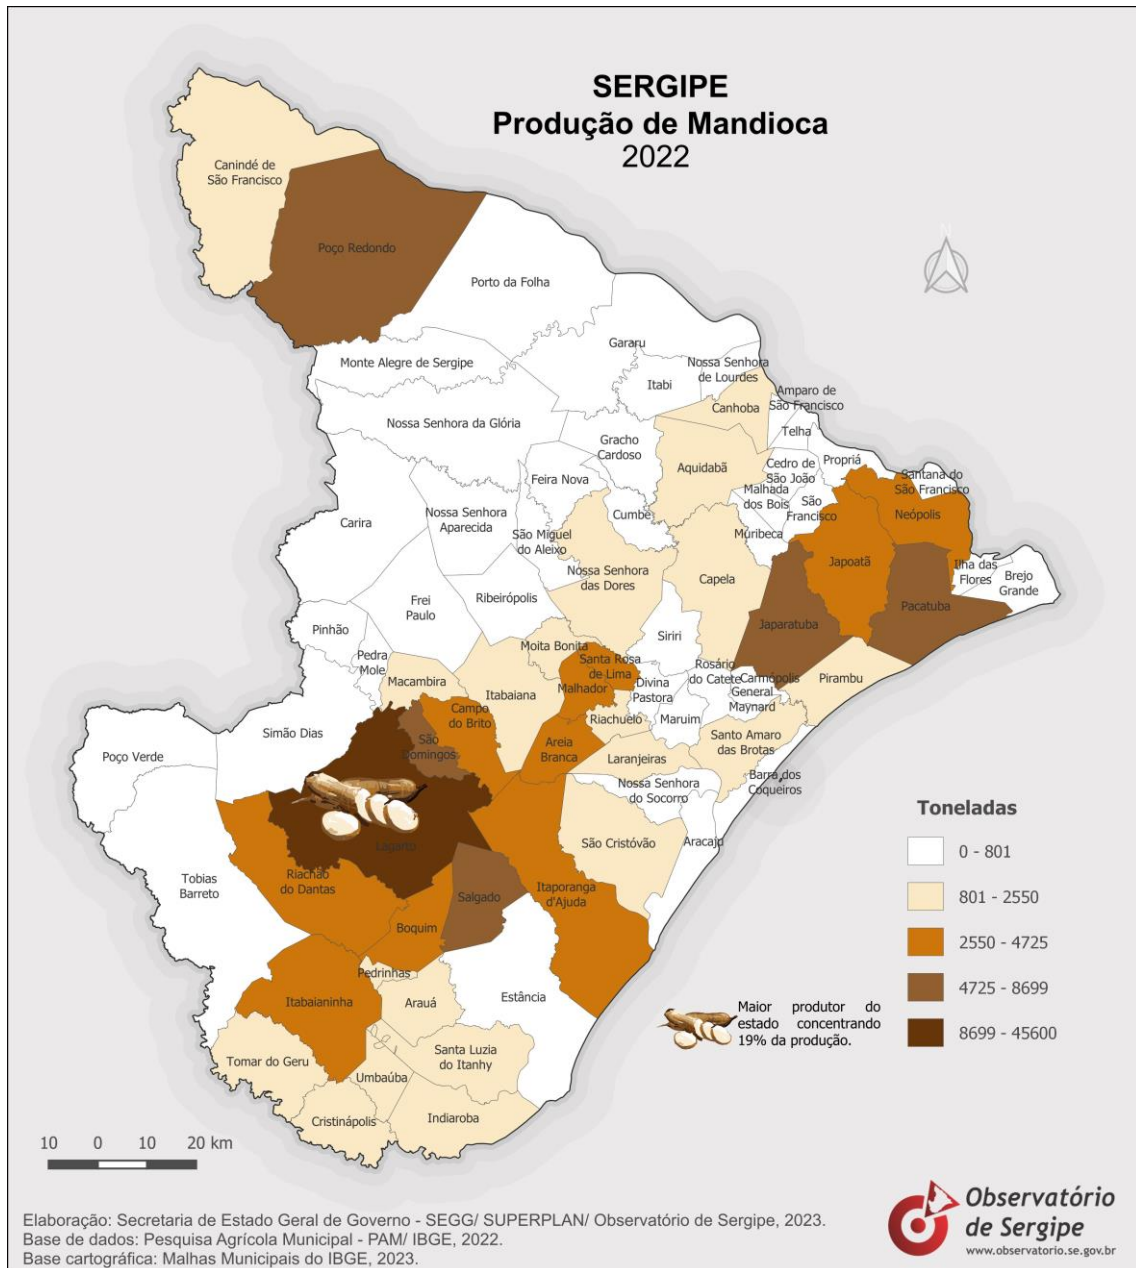 SERGIPE
Produção de Mandioca
2022
N
Canindé de
São Francisco
Poço Redondo
Porto da Folha
Gararu
Monte Alegre de Sergipe
Nossa Senhora
de Lourdes
Itabi
Amparo de
São Francisco
Canhoba
Nossa Senhora da Glória
Telha
Gracho
Cardoso
Propriá
Cedro de
São João
Aquidabã
Santana do
São Francisco
Feira Nova
Malhada
dos Bois
São
Francisco
Neópolis
Nossa Senhora
Aparecida
Cumbe
Carira
São Miguel
do Aleixo
Muribeca
Japoatã
Ilha das
Flores
Brejo
Grande
Nossa Senhora
das Dores
Capela
Ribeirópolis
Frei
Paulo
Pacatuba
Japaratuba
Pinhão
Siriri
Moita Bonita
Pedra
Mole
Santa Rosa
de Lima
Rosário
do Catete
Carmópolis
Pirambu
Macambira
Itabaiana
Malhador
Divina
Pastora
General
Maynard
Campo
do Brito
Riachuelo
Maruim
Simão Dias
Santo Amaro
das Brotas
São
Domingos
Areia
Branca
Poço Verde
Laranjeiras
Barra dos
Coqueiros
Nossa Senhora
do Socorro
Lagarto
São Cristóvão
Aracaju
Tobias
Barreto
Riachão
do Dantas
Salgado
Itaporanga
d'Ajuda
Boquim
Pedrinhas
Itabaianinha
Arauá
Estância
Tomar do Geru
Santa Luzia
do Itanhy
Umbaúba
Cristinápolis
Indiaroba
Toneladas
0 - 801
801 - 2550
2550 - 4725
4725 - 8699
8699 - 45600
Maior produtor do
estado concentrando
19% da produção.
10 0 10 20 km
Elaboração: Secretaria de Estado Geral de Governo - SEGG/ SUPERPLAN/ Observatório de Sergipe, 2023.
Base de dados: Pesquisa Agrícola Municipal - PAM/ IBGE, 2022.
Base cartográfica: Malhas Municipais do IBGE, 2023.
Observatório
de Sergipe
www.observatorio.se.gov.br